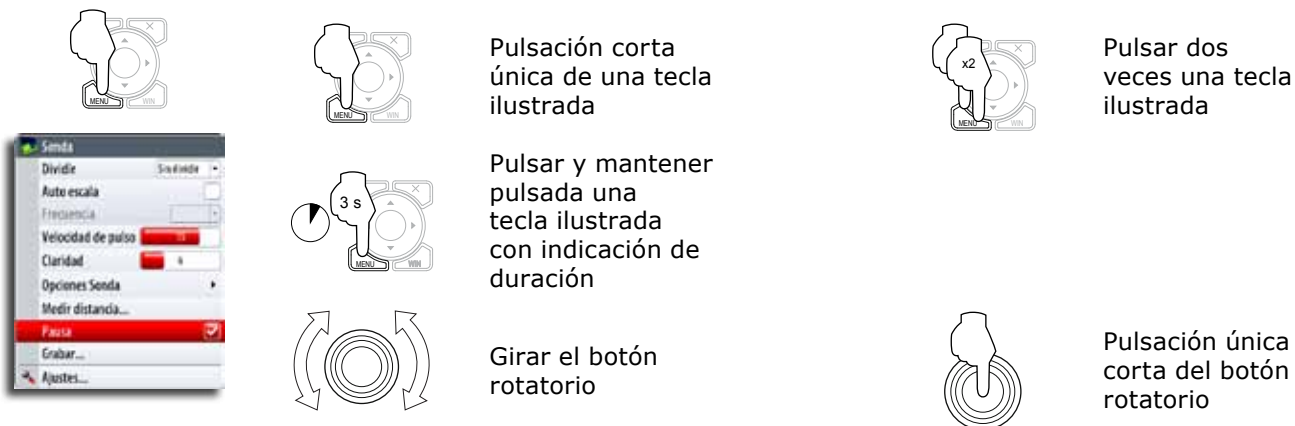 MENU
WIN
Sonda
Dividir
Auto escala
Frecuencia
Velocidad de pulso
Claridad
Opciones Sonda
Medir distancia...
Pausa
Grabar...
Ajustes...
MENU
WIN
Pulsación corta
única de una tecla
ilustrada
3 s
MENU
WIN
Pulsar y mantener
pulsada una
tecla ilustrada
con indicación de
duración
Girar el botón
rotatorio
x2
MENU
WIN
Pulsar dos
veces una tecla
ilustrada
Pulsación única
corta del botón
rotatorio